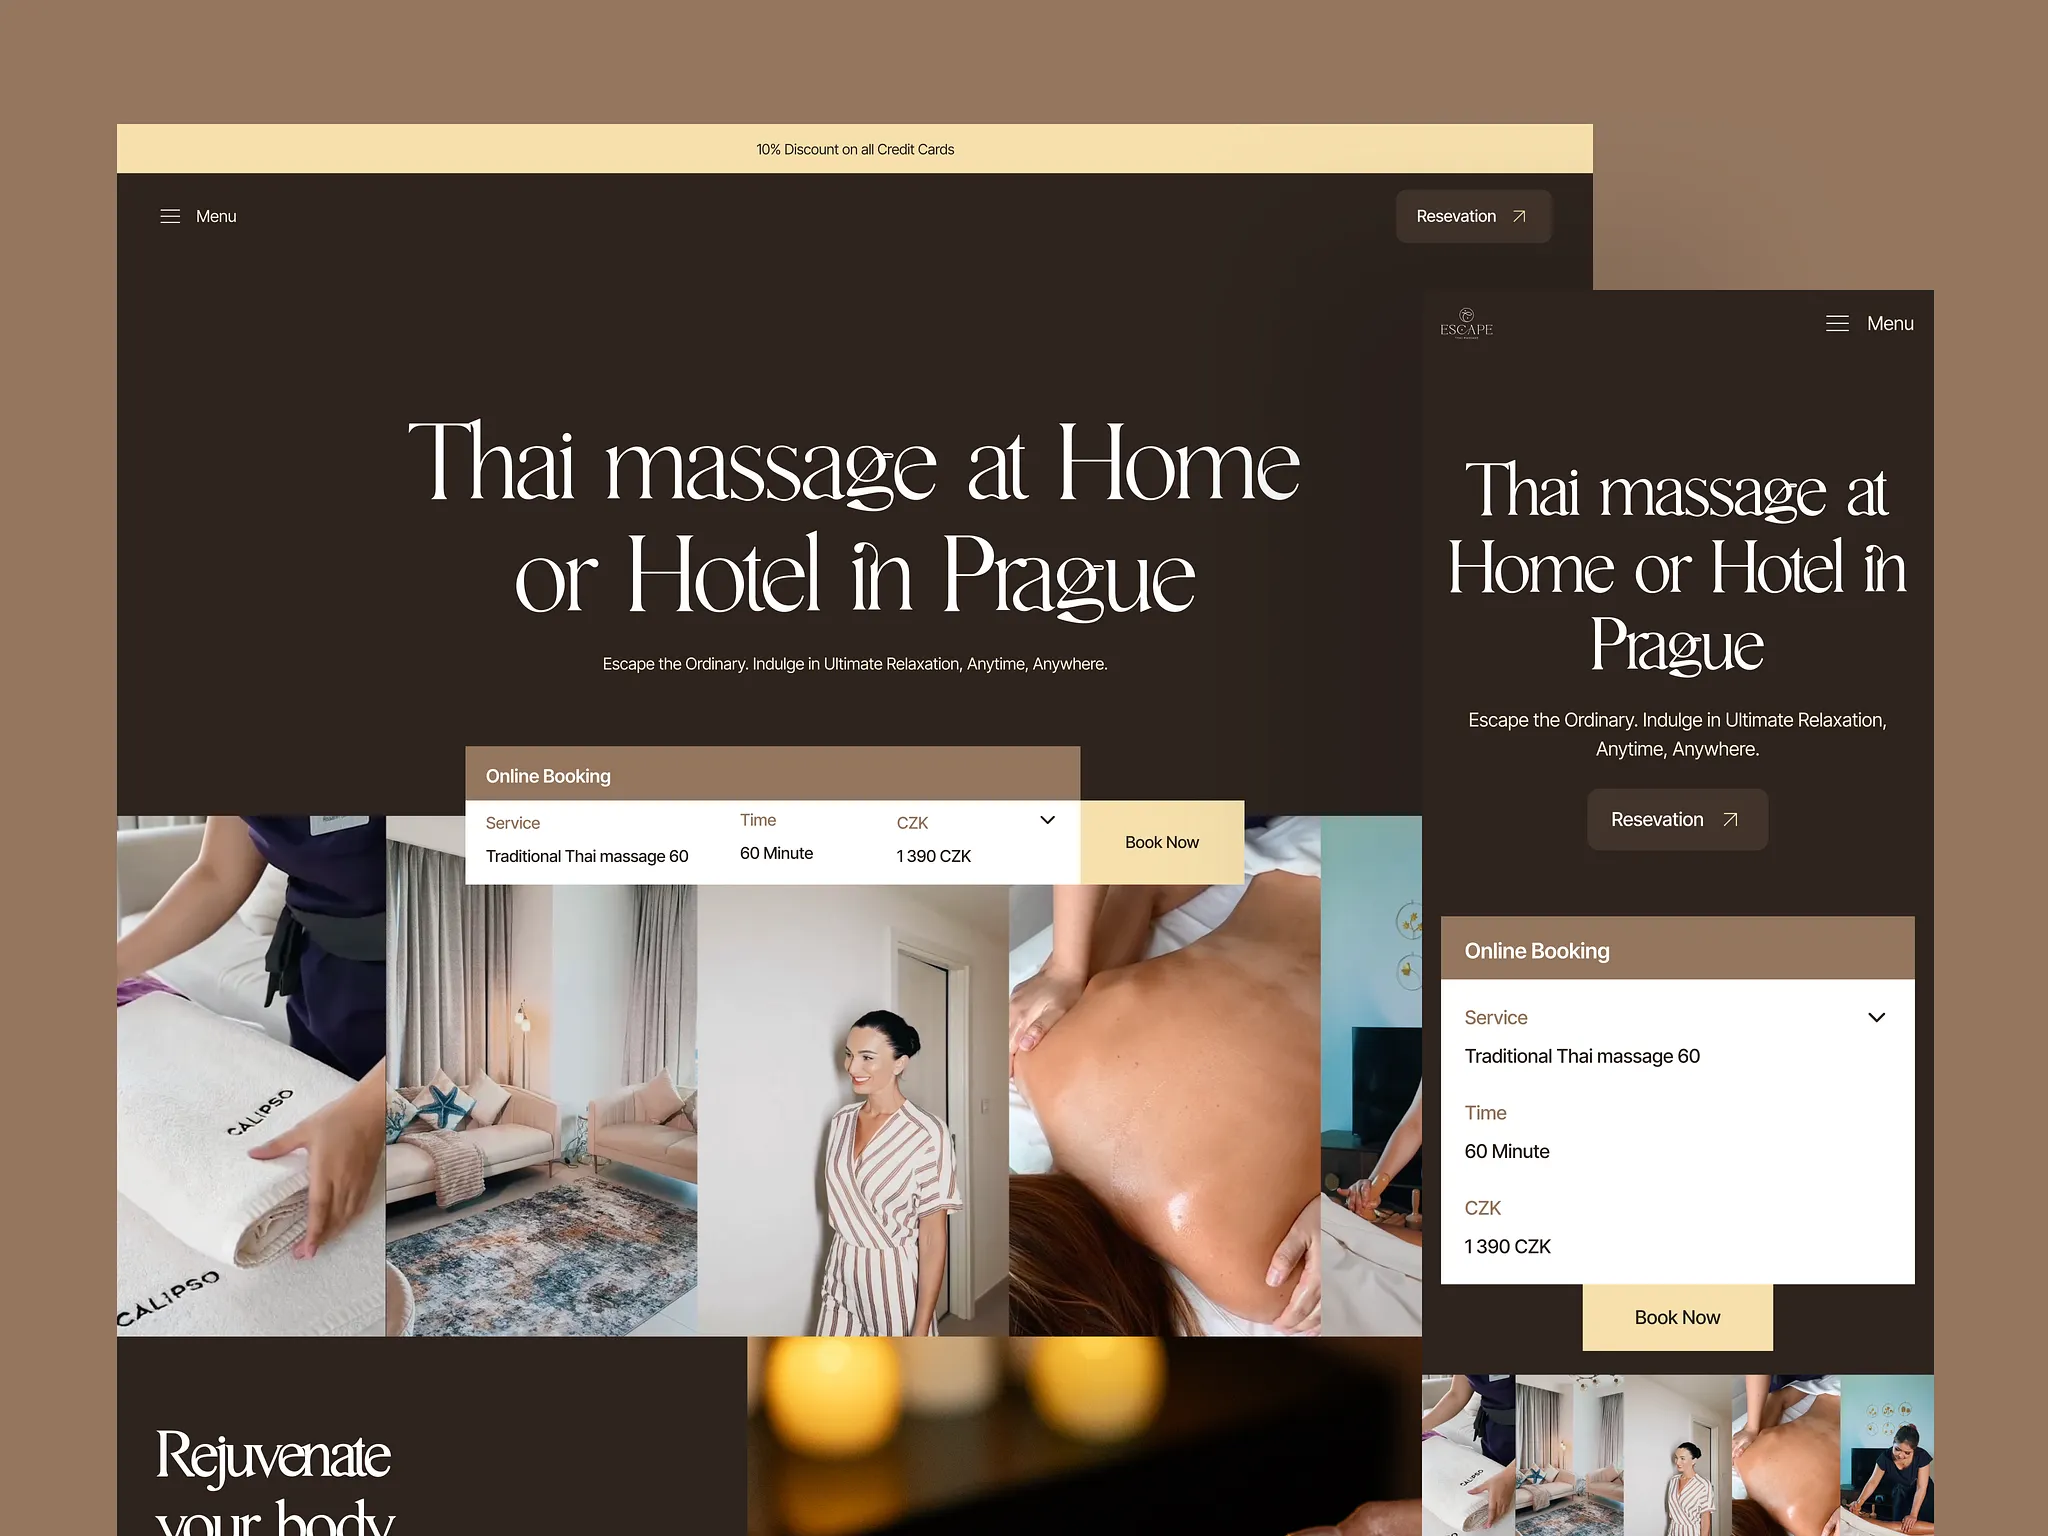 10% Discount on all Credit Cards
Menu
Resevation
Thai massage at Home
or Hotel in Prague
Escape the Ordinary. Indulge in Ultimate Relaxation, Anytime, Anywhere.
Online Booking
Service
Time
CZK
Traditional Thai massage 60
60 Minute
1 390 CZK
Book Now
CALIPSO
CALIPSO
Rejuvenate
your body
ESCAPE
Menu
Thai massage at
Home or Hotel in
Prague
Escape the Ordinary. Indulge in Ultimate Relaxation,
Anytime, Anywhere.
Resevation
Online Booking
Service
Traditional Thai massage 60
Time
60 Minute
CZK
1 390 CZK
Book Now
CALIPSO